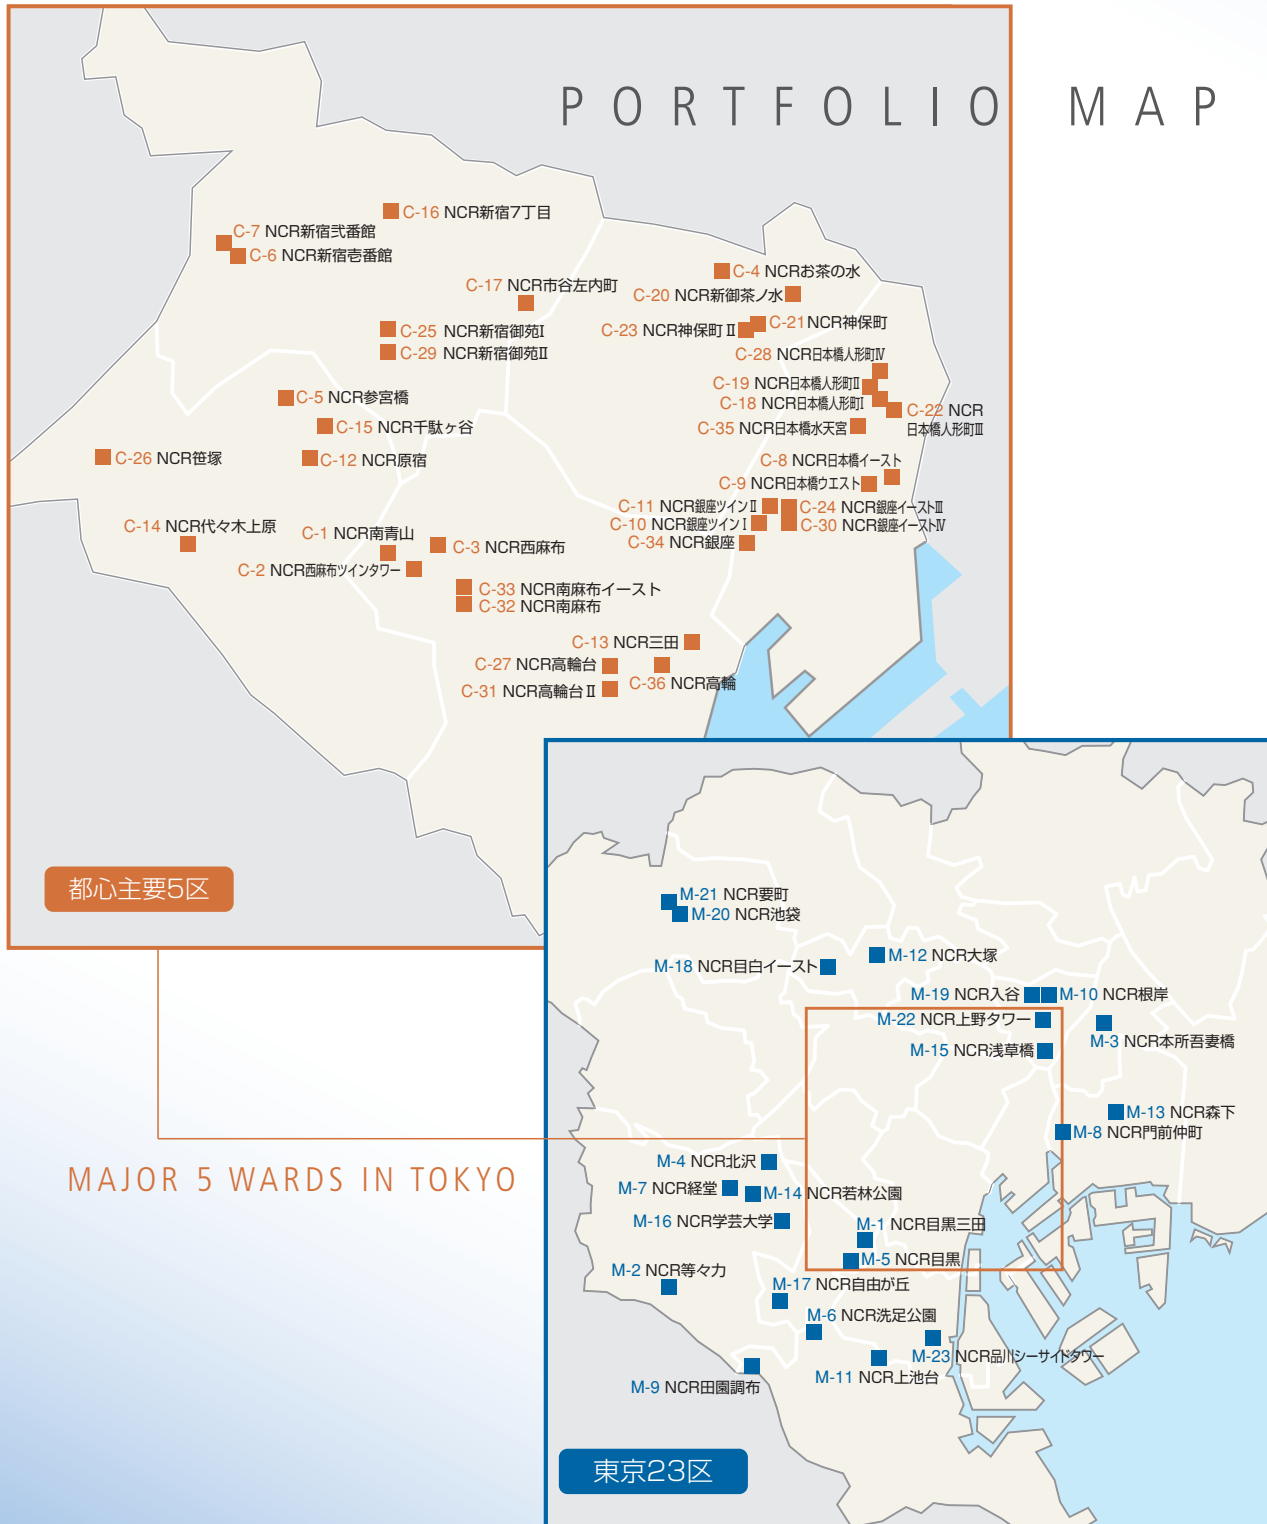 PORTFOLIO MAP
C-16 NCR新宿7丁目
C-7 NCR新宿弐番館
C-6 NCR新宿壱番館
C-4 NCRお茶の水
C-17 NCR市谷左内町
C-20 NCR新御茶ノ水
C-25 NCR新宿御苑Ⅰ
C-23 NCR神保町Ⅱ
C-21 NCR神保町
C-29 NCR新宿御苑Ⅱ
C-28 NCR日本橋人形町Ⅳ
C-19 NCR日本橋人形町Ⅱ
C-5 NCR参宮橋
C-18 NCR日本橋人形町Ⅰ
C-22 NCR
日本橋人形町Ⅲ
C-15 NCR千駄ヶ谷
C-35 NCR日本橋水天宮
C-26 NCR笹塚
C-12 NCR原宿
C-8 NCR日本橋イースト
C-9 NCR日本橋ウエスト
C-11 NCR銀座ツインⅡ
C-24 NCR銀座イーストⅢ
C-14 NCR代々木上原
C-1 NCR南青山
C-10 NCR銀座ツインⅠ
C-30 NCR銀座イーストⅣ
C-3 NCR西麻布
C-34 NCR銀座
C-2 NCR西麻布ツインタワー
C-33 NCR南麻布イースト
C-32 NCR南麻布
C-13 NCR三田
C-27 NCR高輪台
C-36 NCR高輪
C-31 NCR高輪台Ⅱ
都心主要5区
M-21 NCR要町
M-20 NCR池袋
M-12 NCR大塚
M-18 NCR目白イースト
M-19 NCR入谷
M-10 NCR根岸
M-22 NCR上野タワー
M-3 NCR本所吾妻橋
M-15 NCR浅草橋
M-13 NCR森下
M-8 NCR門前仲町
MAJOR 5 WARDS IN TOKYO
M-4 NCR北沢
M-7 NCR経堂
M-14 NCR若林公園
M-16 NCR学芸大学
M-1 NCR目黒三田
M-5 NCR目黒
M-2 NCR等々力
M-17 NCR自由が丘
M-6 NCR洗足公園
M-23 NCR品川シーサイドタワー
M-11 NCR上池台
M-9 NCR田園調布
東京23区